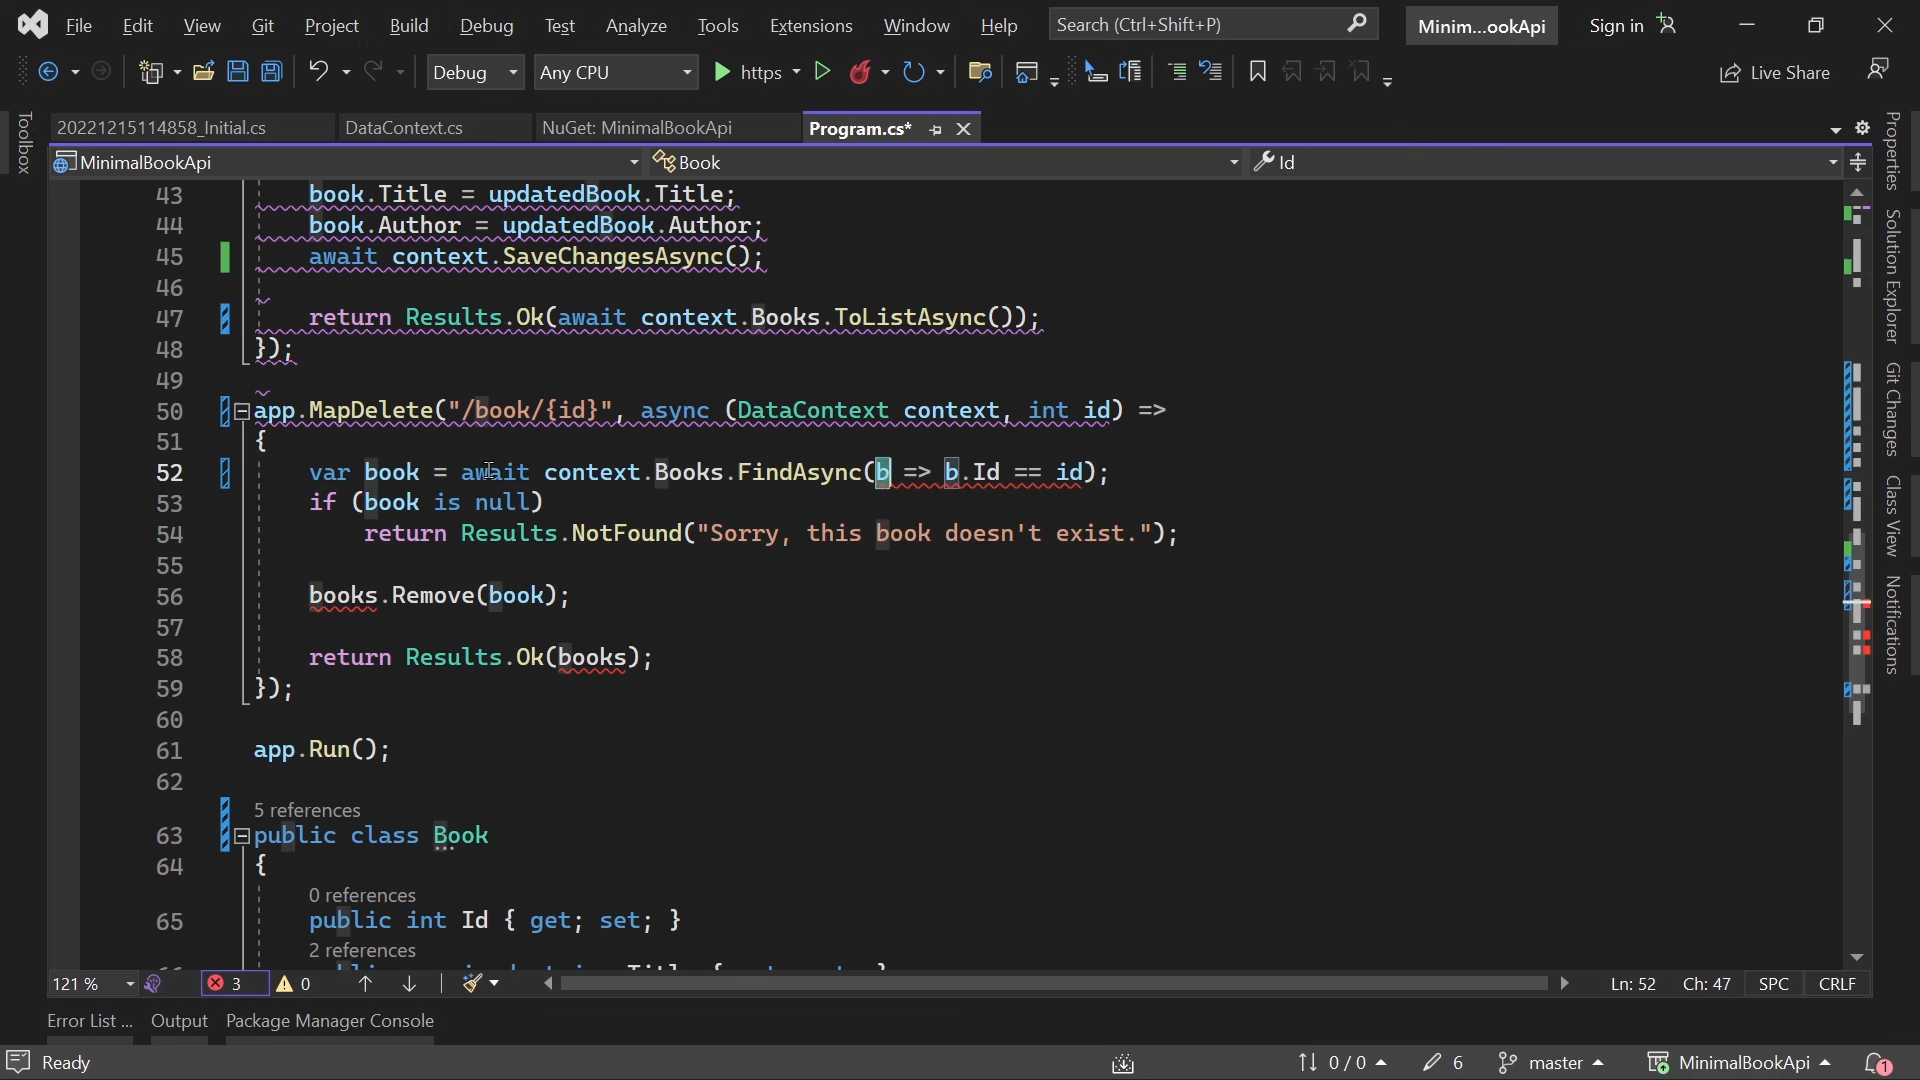 File Edit View Git Project Build Debug Test Analyze Tools Extensions Window Help Search (Ctrl+Shift+P) Minim...ookApi Sign in
Debug Any CPU https Live Share
Toolbox
20221215114858_Initial.cs DataContext.cs NuGet: MinimalBookApi Program.cs*
MinimalBookApi Book Id
43 book.Title = updatedBook.Title;
44 book.Author = updatedBook.Author;
45 await context.SaveChangesAsync();
46
47 return Results.Ok(await context.Books.ToListAsync());
48 });
49
50 app.MapDelete("/book/{id}", async (DataContext context, int id) =>
51 {
52 var book = await context.Books.FindAsync(b => b.Id == id);
53 if (book is null)
54 return Results.NotFound("Sorry, this book doesn't exist.");
55
56 books.Remove(book);
57
58 return Results.Ok(books);
59 });
60
61 app.Run();
62
5 references
63 public class Book
64 {
0 references
65 public int Id { get; set; }
2 references
Properties
Solution Explorer
Git Changes
Class View
Notifications
121 % 3 0 Ln: 52 Ch: 47 SPC CRLF
Error List ... Output Package Manager Console
Ready 0 / 0 6 master MinimalBookApi 1